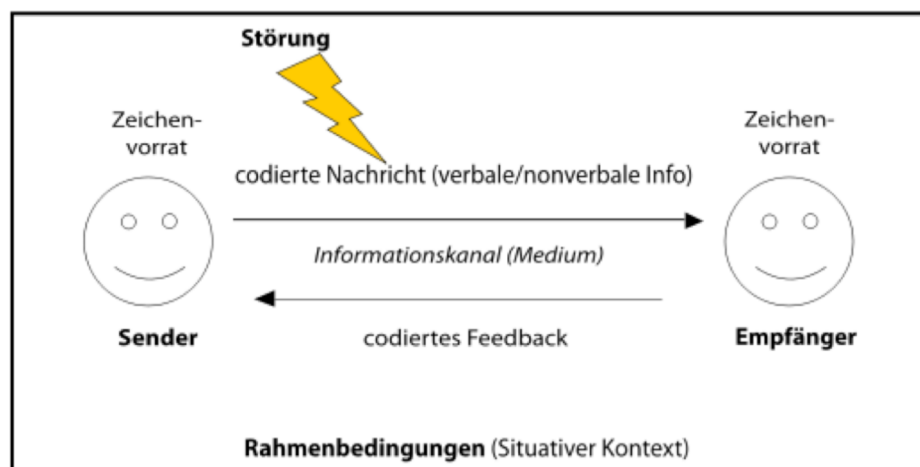 Störung
Zeichen-
vorrat
Zeichen-
vorrat
codierte Nachricht (verbale/nonverbale Info)
Informationskanal (Medium)
Sender
codiertes Feedback
Empfänger
Rahmenbedingungen (Situativer Kontext)